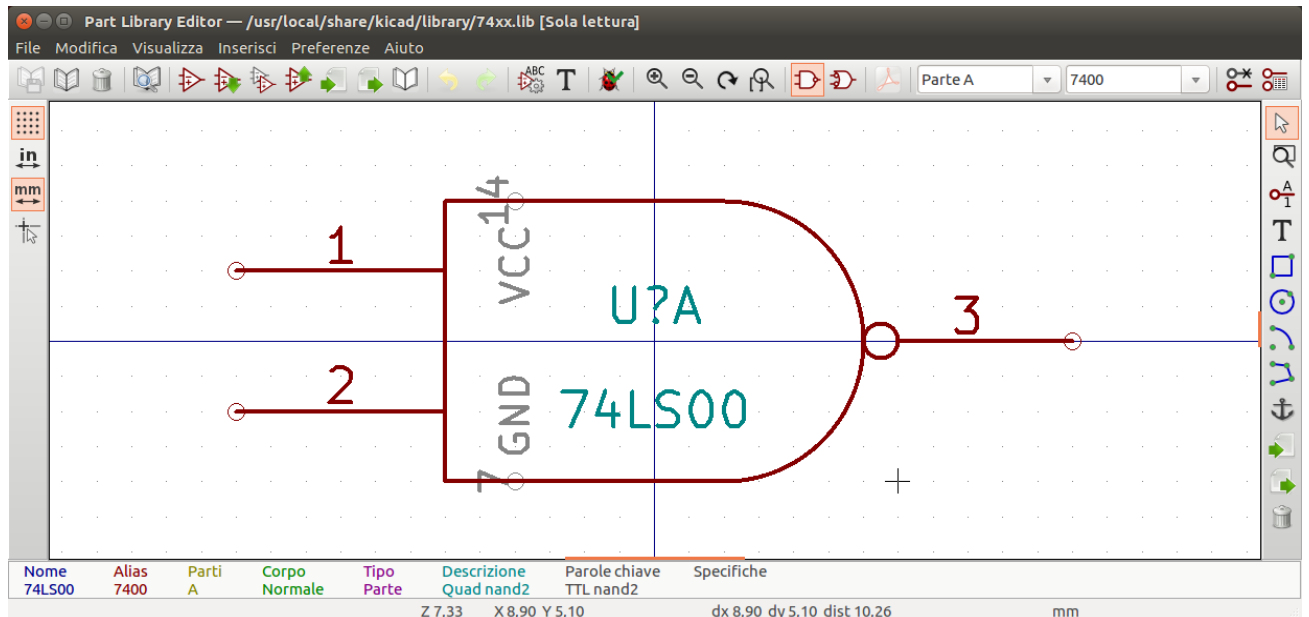 Part Library Editor — /usr/local/share/kicad/library/74xx.lib [Sola lettura]
File Modifica Visualizza Inserisci Preferenze Aiuto
ABC T Parte A 7400
in
mm
A
1
T
14
VCC
1
U?A
3
2
GND
74LS00
7
Nome Alias Parti Corpo Tipo Descrizione Parole chiave Specifiche
74LS00 7400 A Normale Parte Quad nand2 TTL nand2
Z 7.33 X 8.90 Y 5.10 dx 8.90 dy 5.10 dist 10.26 mm